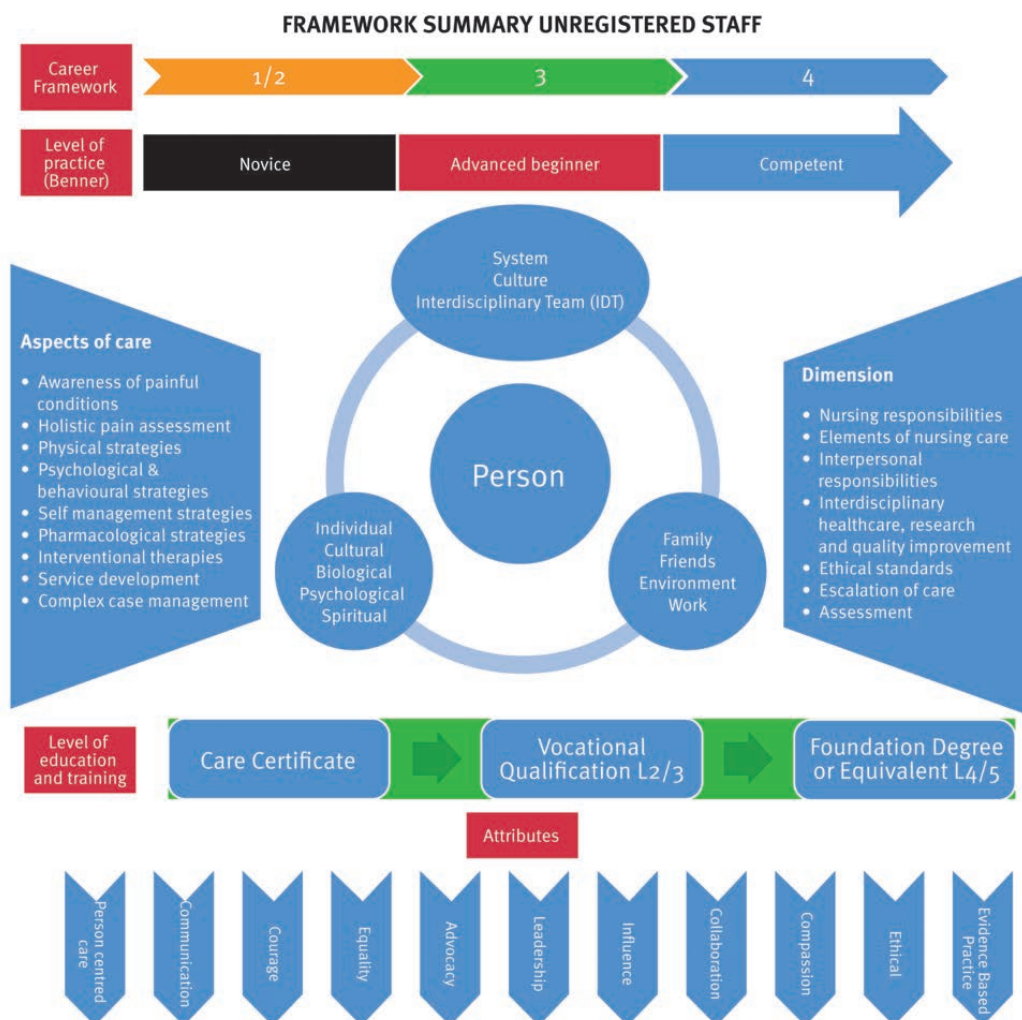 FRAMEWORK SUMMARY UNREGISTERED STAFF
Career
Framework
1/2
3
4
Level of
practice
(Benner)
Novice
Advanced beginner
Competent
System
Culture
Interdisciplinary Team (IDT)
Aspects of care
• Awareness of painful
conditions
• Holistic pain assessment
• Physical strategies
• Psychological &
behavioural strategies
• Self management strategies
• Pharmacological strategies
• Interventional therapies
• Service development
• Complex case management
Person
Individual
Cultural
Biological
Psychological
Spiritual
Family
Friends
Environment
Work
Dimension
• Nursing responsibilities
• Elements of nursing care
• Interpersonal
responsibilities
• Interdisciplinary
healthcare, research
and quality improvement
• Ethical standards
• Escalation of care
• Assessment
Level of
education
and training
Care Certificate
Vocational
Qualification L2/3
Foundation Degree
or Equivalent L4/5
Attributes
Person centred
care
Communication
Courage
Equality
Advocacy
Leadership
Influence
Collaboration
Compassion
Ethical
Evidence Based
Practice